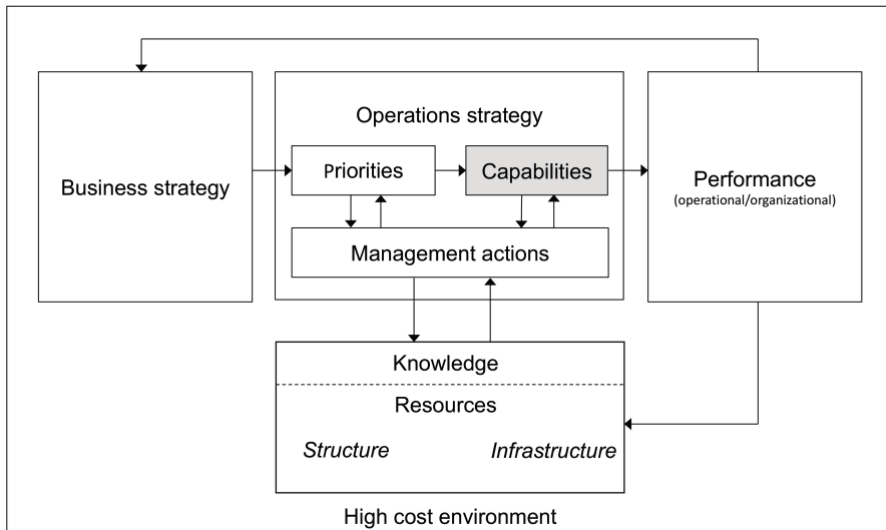 Operations strategy
Business strategy
Priorities
Capabilities
Management actions
Performance
(operational/organizational)
Knowledge
Resources
Structure
Infrastructure
High cost environment